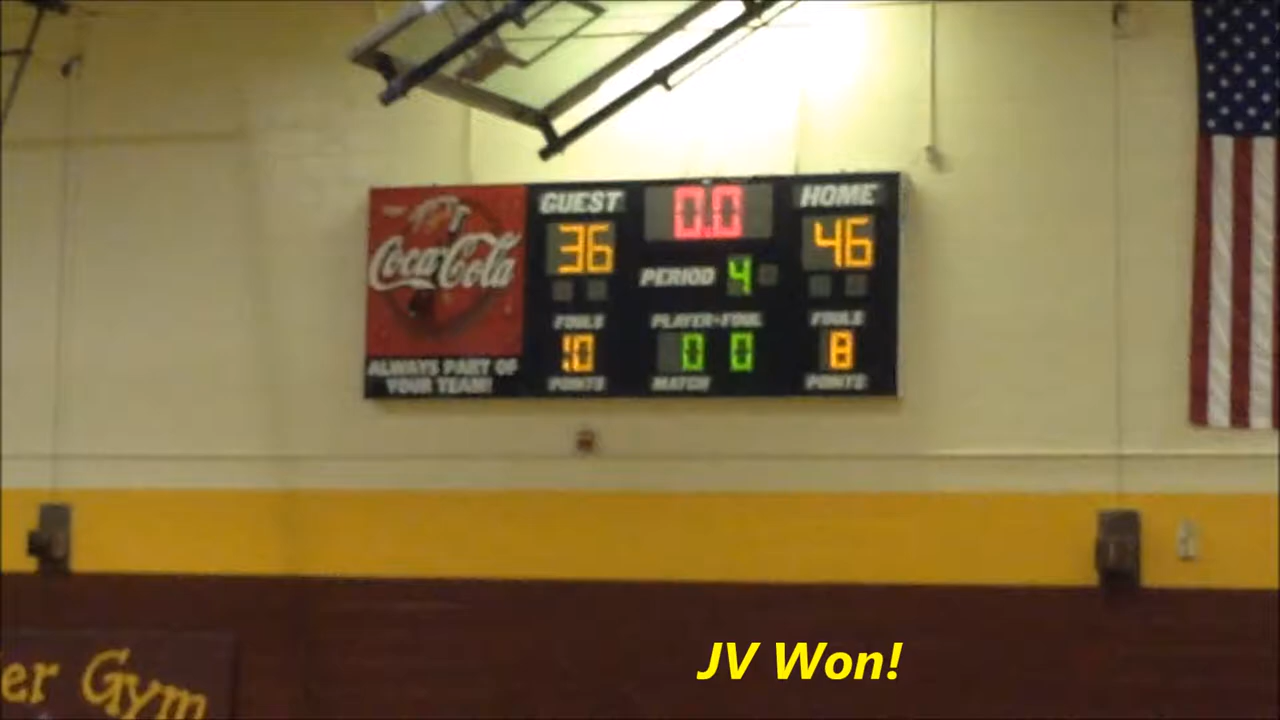 GUEST
0.0
HOME
36
46
Coca-Cola
PERIOD 4
FOULS
PLAYER-FOUL
FOULS
10
0 0
8
ALWAYS PART OF
YOUR TEAM!
POINTS
MATCH
POINTS
JV Won!
er Gym